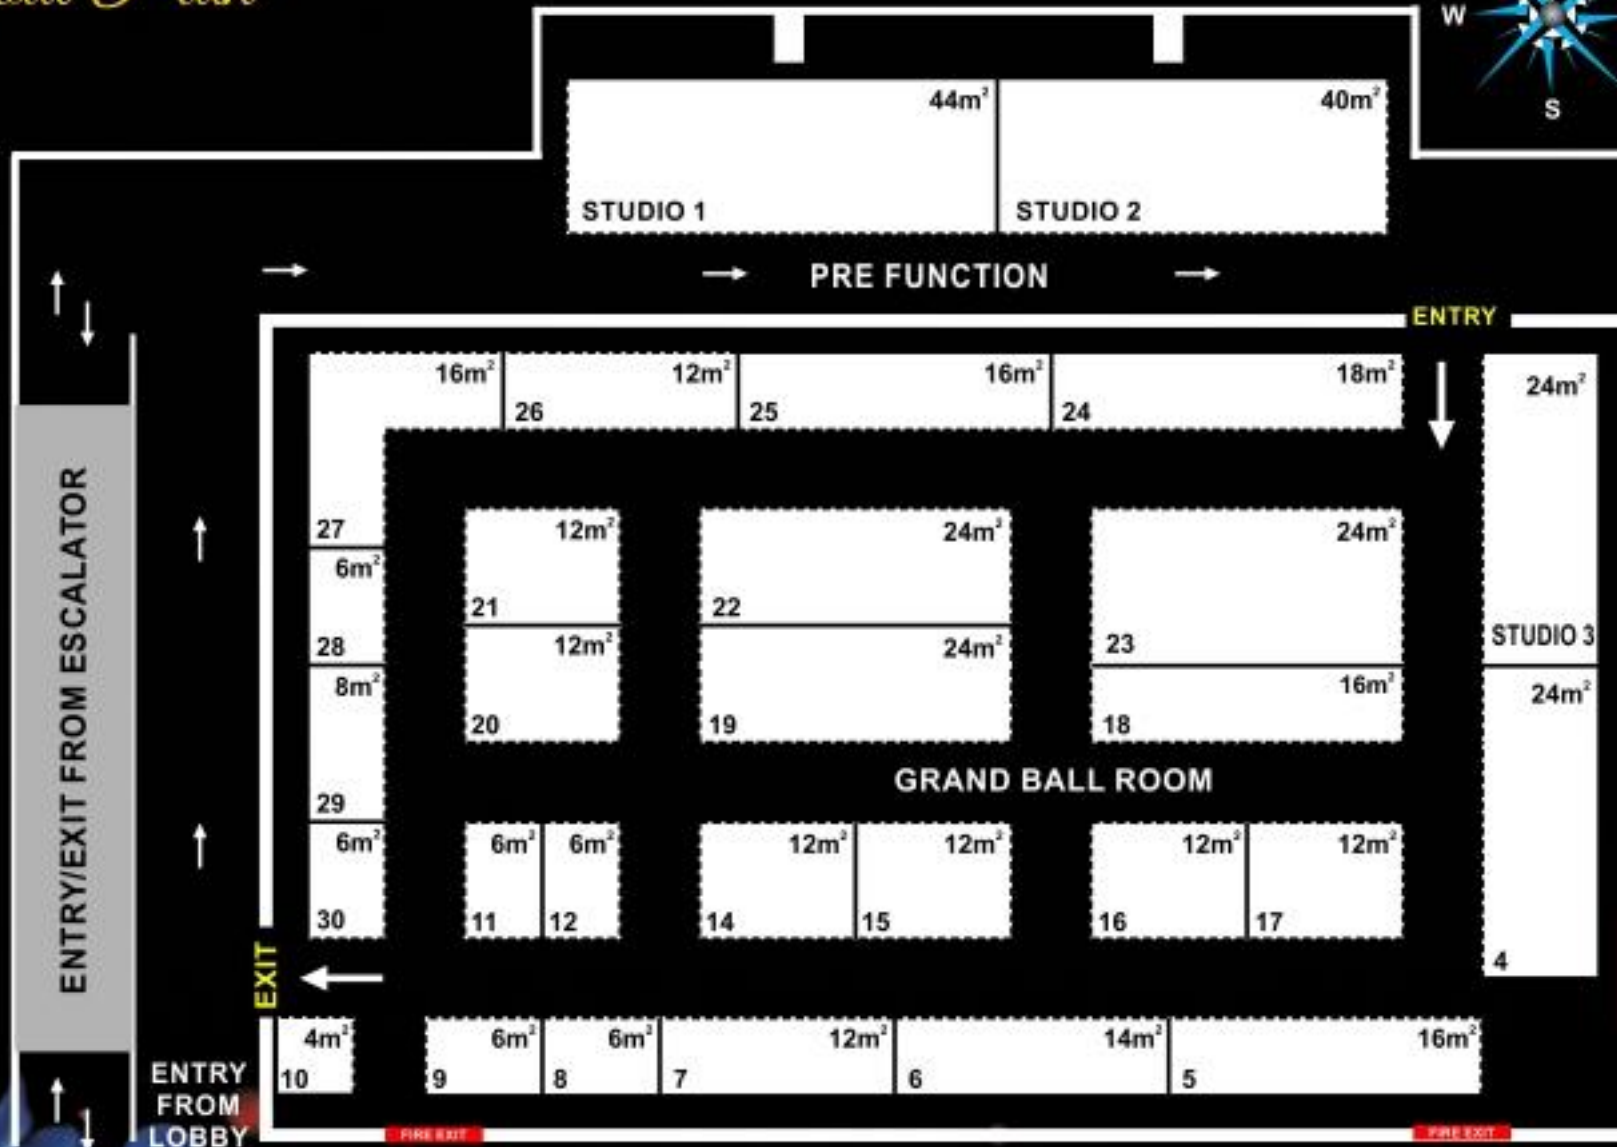 W
S
44m²
40m²
STUDIO 1
STUDIO 2
PRE FUNCTION
ENTRY
16m²
12m²
16m²
18m²
24m²
26
25
24
27
12m²
24m²
24m²
6m²
21
22
28
12m²
24m²
23
STUDIO 3
8m²
16m²
24m²
20
19
18
GRAND BALL ROOM
29
6m²
6m²
6m²
12m²
12m²
12m²
12m²
30
11
12
14
15
16
17
4
ENTRY/EXIT FROM ESCALATOR
EXIT
4m²
6m²
6m²
12m²
14m²
16m²
10
9
8
7
6
5
ENTRY
FROM
LOBBY
FIRE EXIT
FIRE EXIT